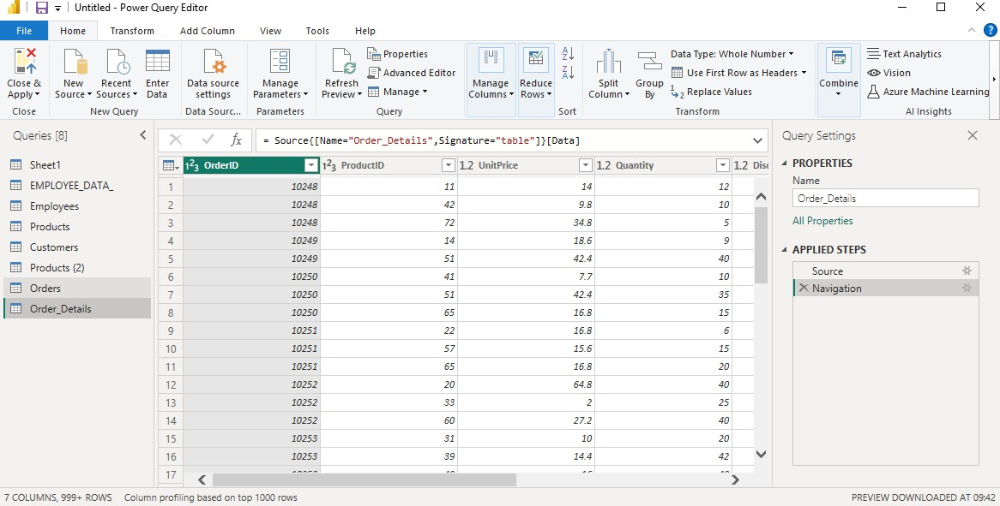 Untitled - Power Query Editor
File Home Transform Add Column View Tools Help
Close & Apply
New Source
Recent Sources
Enter Data
Data source settings
Manage Parameters
Refresh Preview
Properties
Advanced Editor
Manage
Manage Columns
Reduce Rows
Split Column
Group By
Data Type: Whole Number
Use First Row as Headers
Replace Values
Combine
Text Analytics
Vision
Azure Machine Learning
Close New Query Data Sourc... Parameters Query Sort Transform AI Insights
Queries [8]
Sheet1
EMPLOYEE_DATA_
Employees
Products
Customers
Products (2)
Orders
Order_Details
fx = Source{[Name="Order_Details",Signature="table"]}[Data]
123 OrderID 123 ProductID 1.2 UnitPrice 1.2 Quantity 1.2 Disc
1 10248 11 14 12
2 10248 42 9.8 10
3 10248 72 34.8 5
4 10249 14 18.6 9
5 10249 51 42.4 40
6 10250 41 7.7 10
7 10250 51 42.4 35
8 10250 65 16.8 15
9 10251 22 16.8 6
10 10251 57 15.6 15
11 10251 65 16.8 20
12 10252 20 64.8 40
13 10252 33 2 25
14 10252 60 27.2 40
15 10253 31 10 20
16 10253 39 14.4 42
17
Query Settings
PROPERTIES
Name
Order_Details
All Properties
APPLIED STEPS
Source
Navigation
7 COLUMNS, 999+ ROWS Column profiling based on top 1000 rows
PREVIEW DOWNLOADED AT 09:42